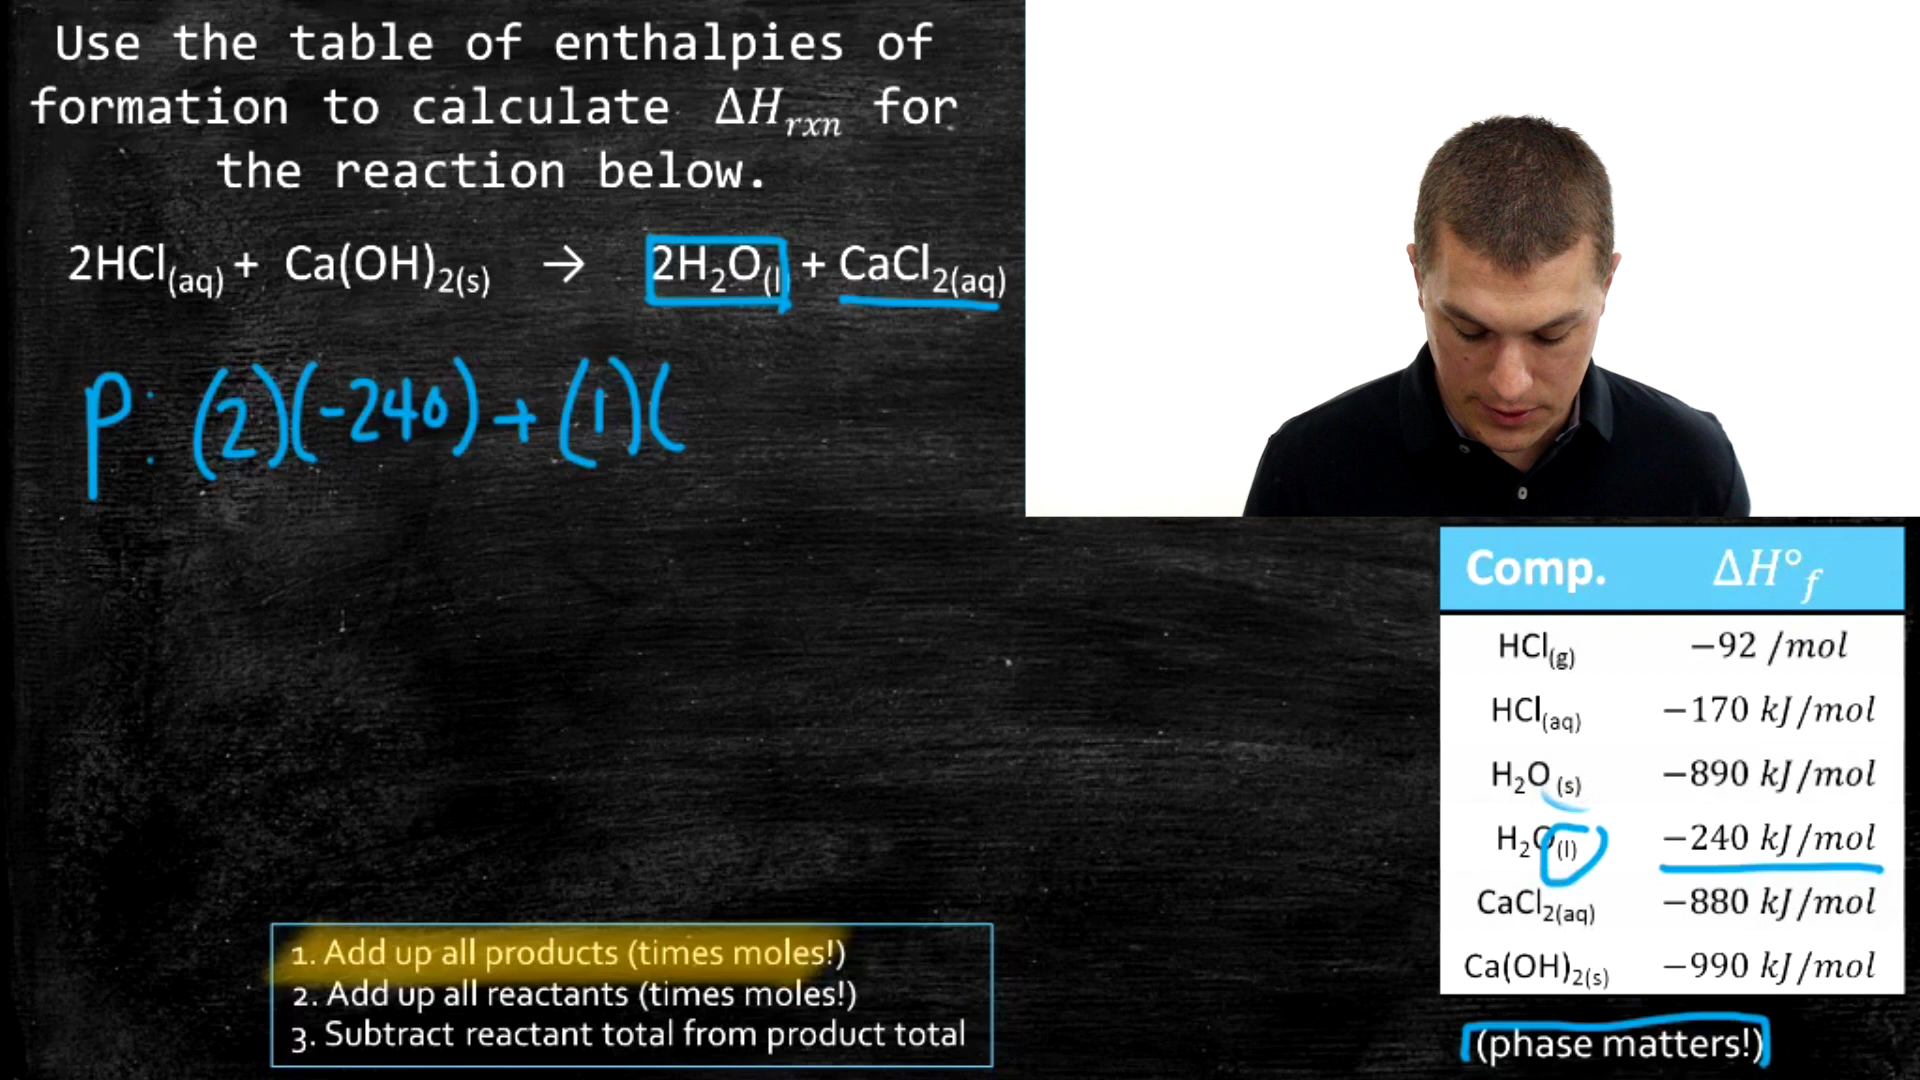 Use the table of enthalpies of
formation to calculate ΔH_rxn for
the reaction below.
2HCl(aq) + Ca(OH)₂(s) → 2H₂O(l + CaCl₂(aq)
P: (2)(-240) + (1)(
Comp. ΔH°f
HCl(g) −92 /mol
HCl(aq) −170 kJ/mol
H₂O (s) −890 kJ/mol
H₂O(l) −240 kJ/mol
CaCl₂(aq) −880 kJ/mol
Ca(OH)₂(s) −990 kJ/mol
(phase matters!)
1. Add up all products (times moles!)
2. Add up all reactants (times moles!)
3. Subtract reactant total from product total